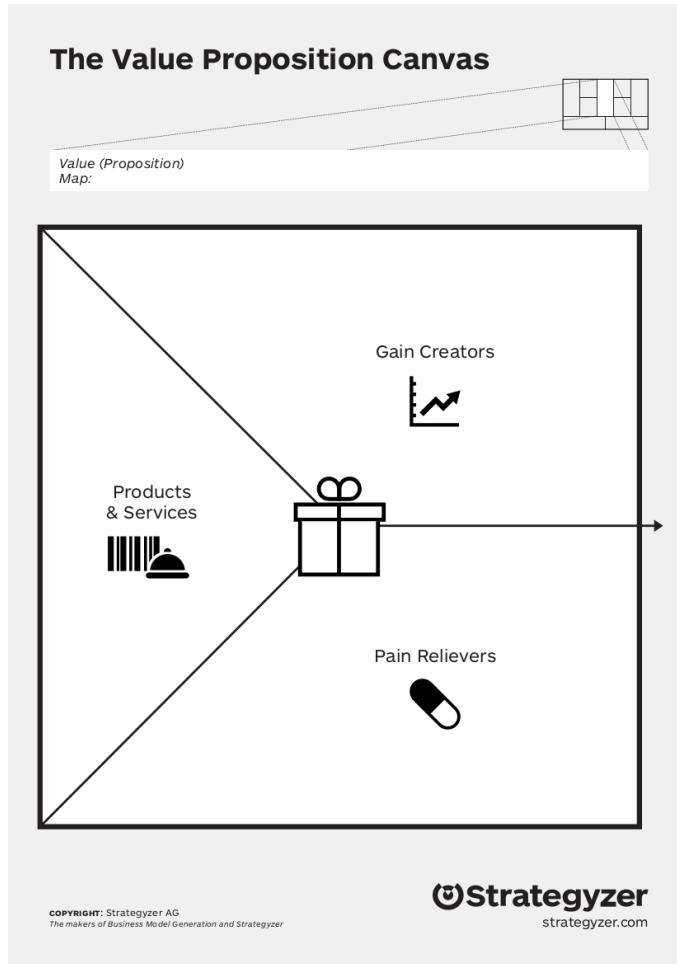 The Value Proposition Canvas
Value (Proposition)
Map:
Gain Creators
Products
& Services
Pain Relievers
Strategyzer
strategyzer.com
COPYRIGHT: Strategyzer AG
The makers of Business Model Generation and Strategyzer